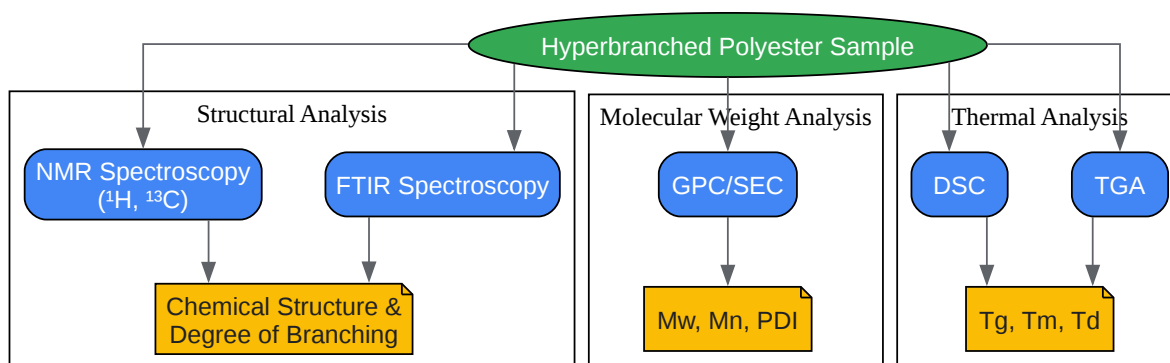 Hyperbranched Polyester Sample
Structural Analysis
Molecular Weight Analysis
Thermal Analysis
NMR Spectroscopy
(¹H, ¹³C)
FTIR Spectroscopy
GPC/SEC
DSC
TGA
Chemical Structure &
Degree of Branching
Mw, Mn, PDI
Tg, Tm, Td